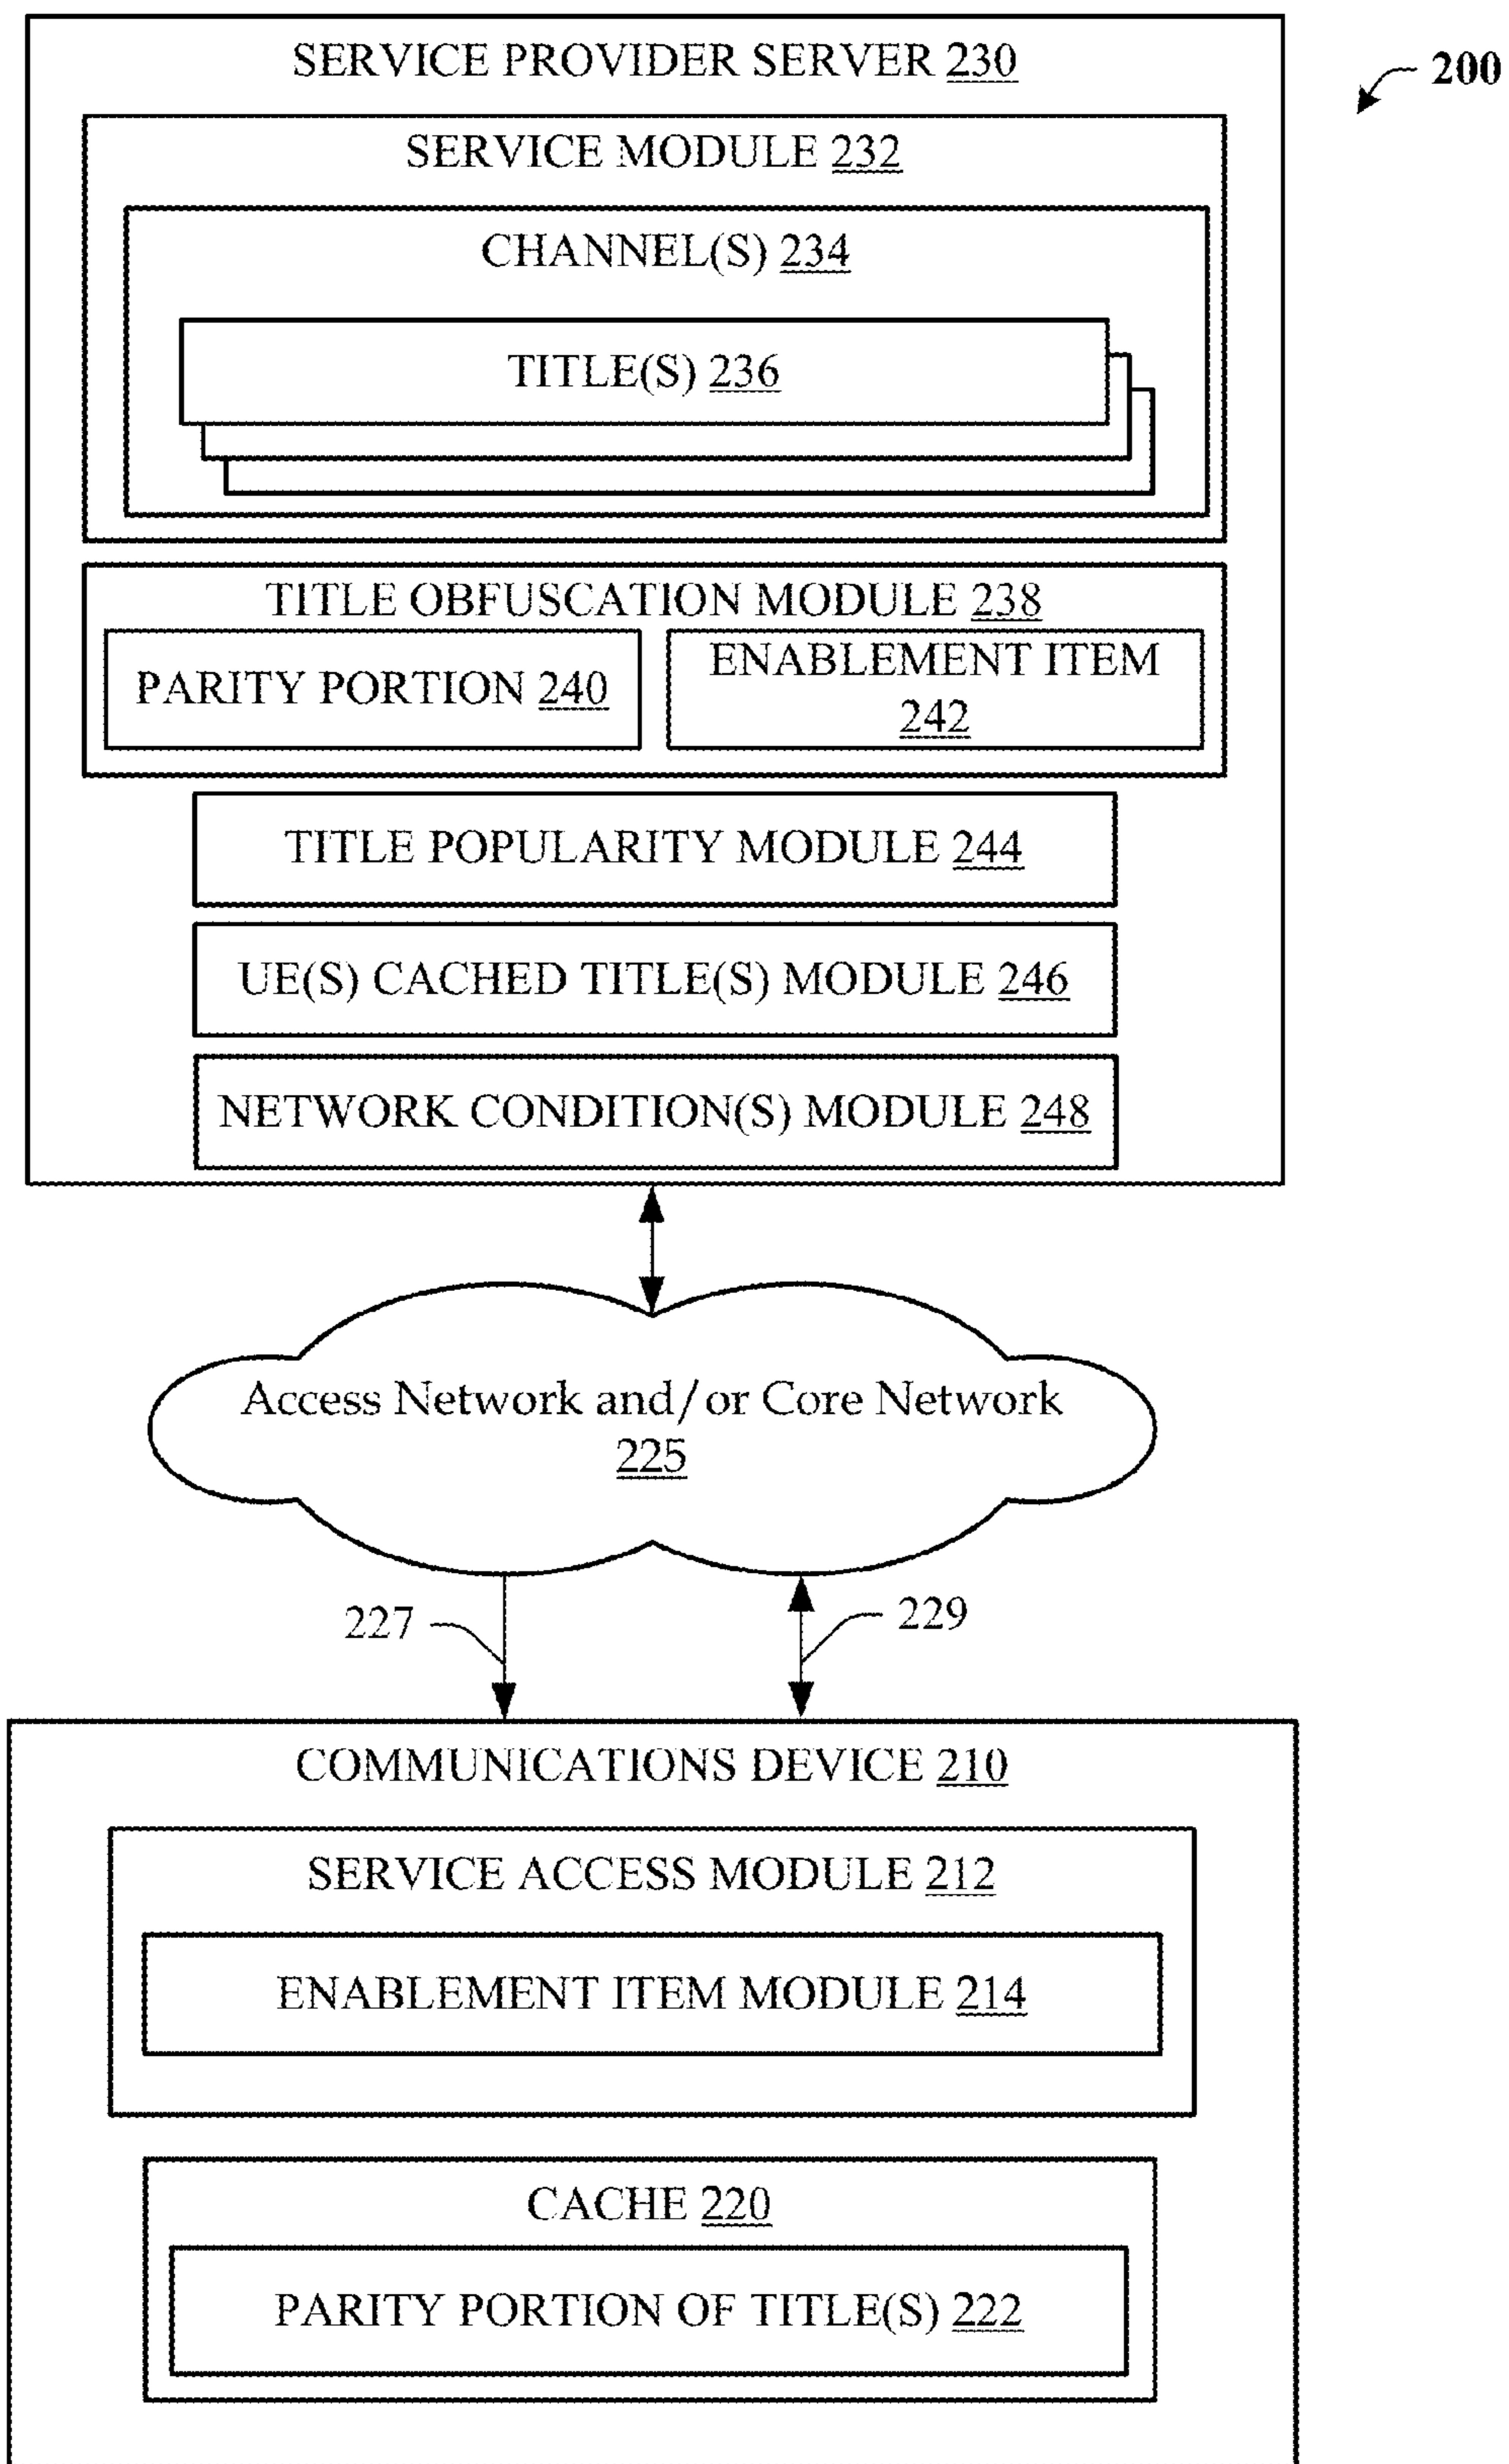 SERVICE PROVIDER SERVER 230
200
SERVICE MODULE 232
CHANNEL(S) 234
TITLE(S) 236
TITLE OBFUSCATION MODULE 238
PARITY PORTION 240
ENABLEMENT ITEM
242
TITLE POPULARITY MODULE 244
UE(S) CACHED TITLE(S) MODULE 246
NETWORK CONDITION(S) MODULE 248
Access Network and/or Core Network
225
227
229
COMMUNICATIONS DEVICE 210
SERVICE ACCESS MODULE 212
ENABLEMENT ITEM MODULE 214
CACHE 220
PARITY PORTION OF TITLE(S) 222